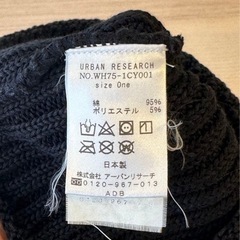 URBAN RESEARCH
NO.WH75-1CY001
size One
綿 95%
ポリエステル 5%
日本製
株式会社 アーバンリサーチ
0120-967-013
ADB